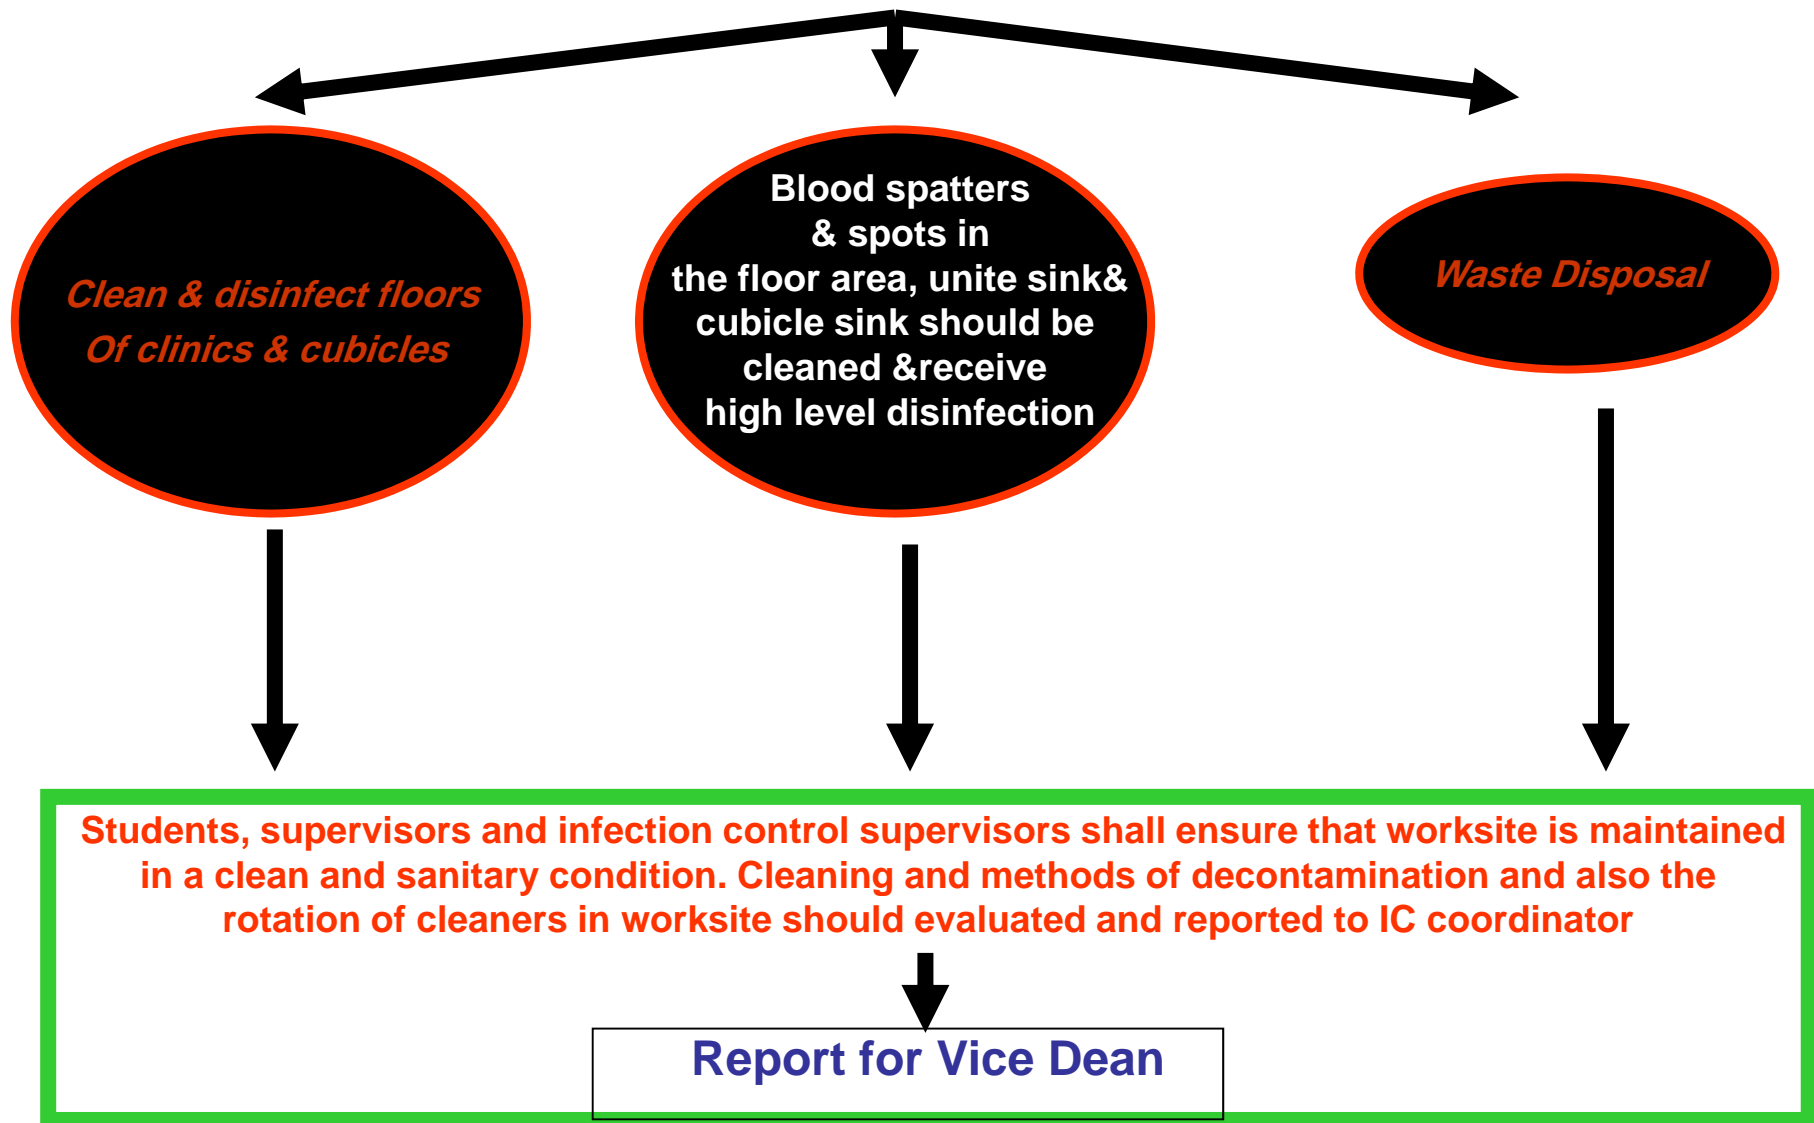 Clean & disinfect floors
Of clinics & cubicles
Blood spatters
& spots in
the floor area, unite sink&
cubicle sink should be
cleaned &receive
high level disinfection
Waste Disposal
Students, supervisors and infection control supervisors shall ensure that worksite is maintained
in a clean and sanitary condition. Cleaning and methods of decontamination and also the
rotation of cleaners in worksite should evaluated and reported to IC coordinator
Report for Vice Dean